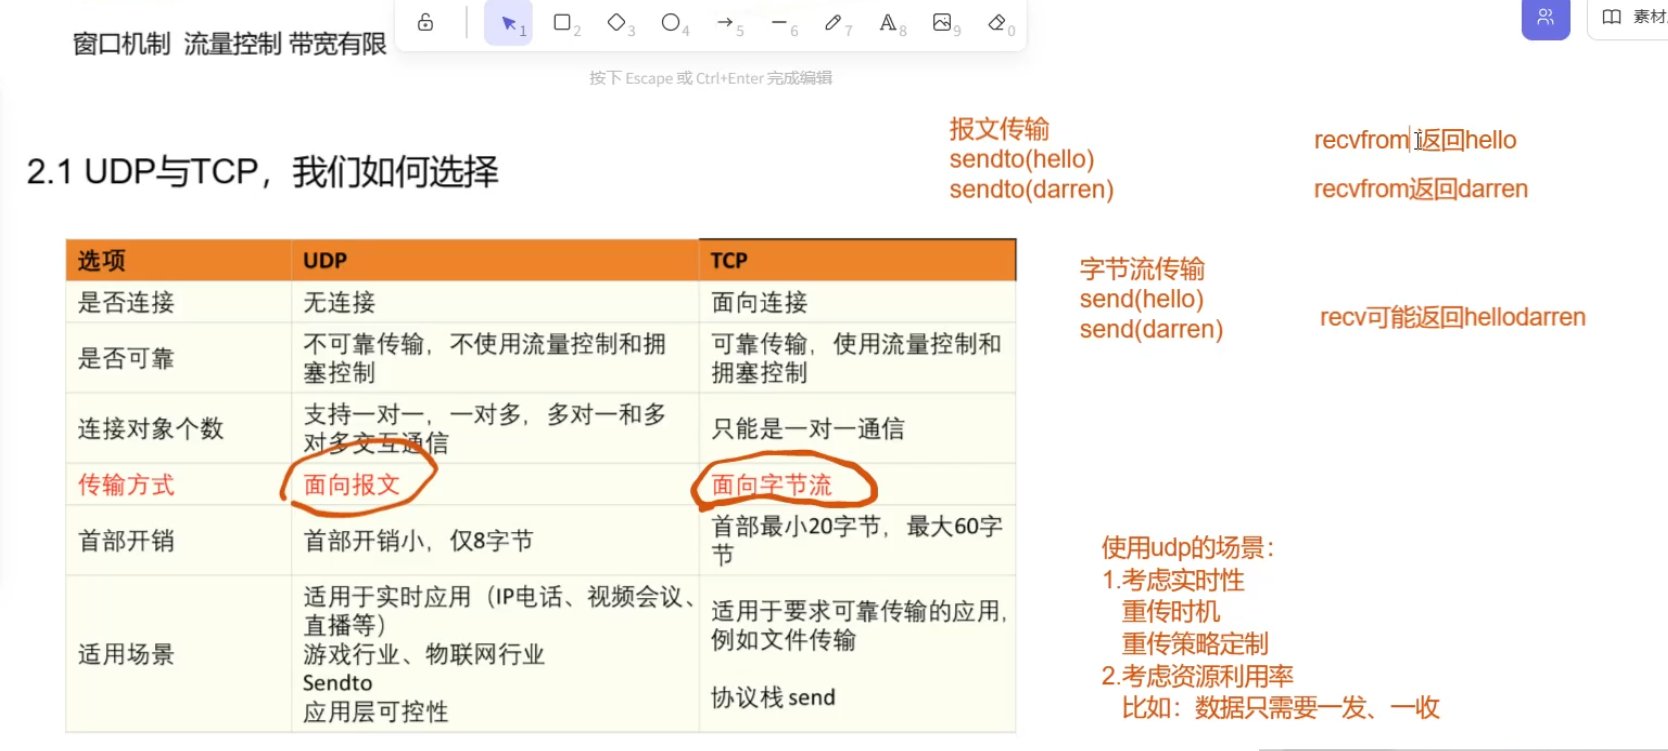 1
2
3
4
5
6
7
8
9
0
素材
窗口机制 流量控制 带宽有限
按下 Escape 或 Ctrl+Enter 完成编辑
2.1 UDP与TCP，我们如何选择
报文传输
sendto(hello)
sendto(darren)
recvfrom返回hello
recvfrom返回darren
字节流传输
send(hello)
send(darren)
recv可能返回hellodarren
选项
UDP
TCP
是否连接
无连接
面向连接
是否可靠
不可靠传输，不使用流量控制和拥
塞控制
可靠传输，使用流量控制和
拥塞控制
连接对象个数
支持一对一，一对多，多对一和多
对多交互通信
只能是一对一通信
传输方式
面向报文
面向字节流
首部开销
首部开销小，仅8字节
首部最小20字节，最大60字
节
适用场景
适用于实时应用（IP电话、视频会议、
直播等）
游戏行业、物联网行业
Sendto
应用层可控性
适用于要求可靠传输的应用，
例如文件传输
协议栈 send
使用udp的场景：
1.考虑实时性
重传时机
重传策略定制
2.考虑资源利用率
比如：数据只需要一发、一收